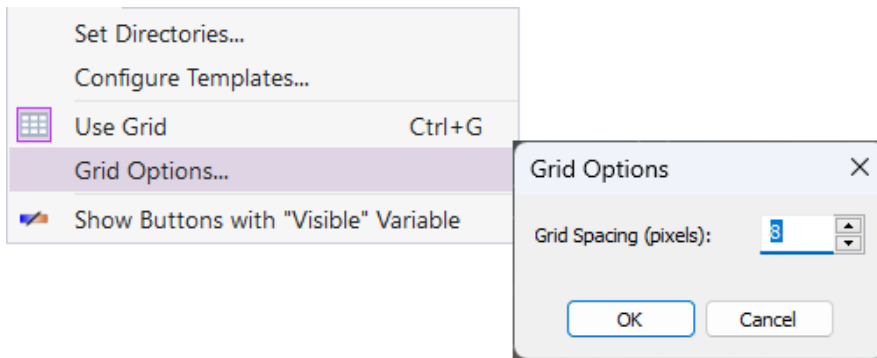 Set Directories...
Configure Templates...
Use Grid Ctrl+G
Grid Options...
Show Buttons with "Visible" Variable
Grid Options
Grid Spacing (pixels): 8
OK Cancel